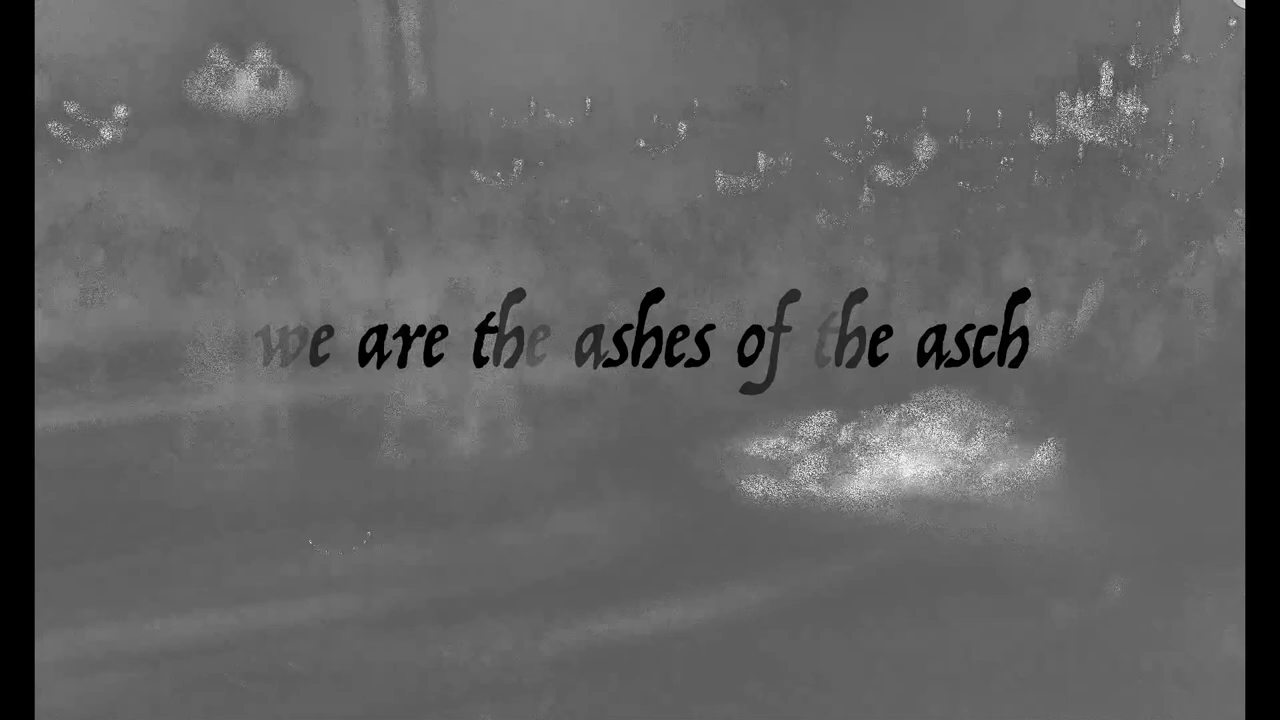 we are the ashes of the asch